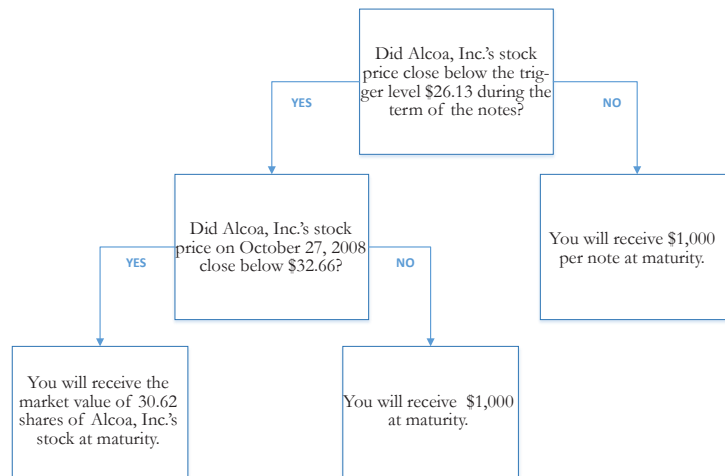 Did Alcoa, Inc.'s stock
price close below the trig-
ger level $26.13 during the
term of the notes?
YES
NO
Did Alcoa, Inc.'s stock
price on October 27, 2008
close below $32.66?
You will receive $1,000
per note at maturity.
YES
NO
You will receive the
market value of 30.62
shares of Alcoa, Inc.'s
stock at maturity.
You will receive $1,000
at maturity.